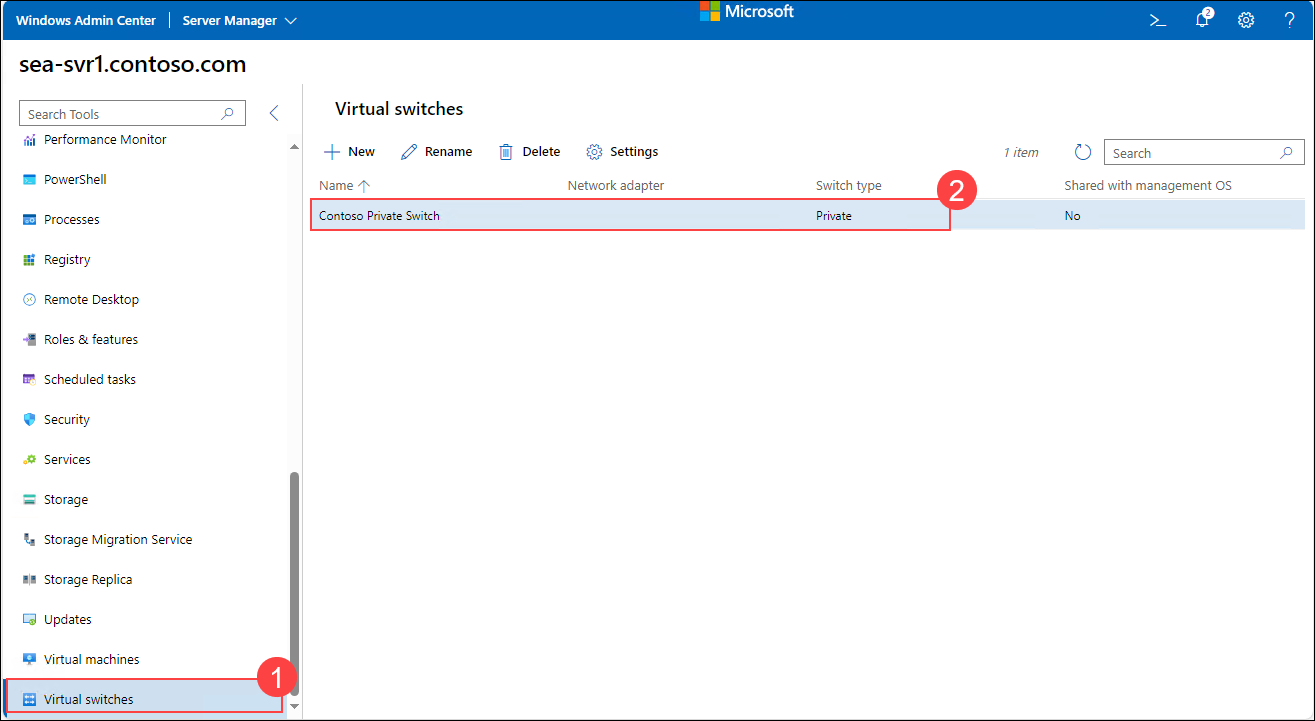 Windows Admin Center Server Manager Microsoft 2
sea-svr1.contoso.com
Search Tools
Performance Monitor
PowerShell
Processes
Registry
Remote Desktop
Roles & features
Scheduled tasks
Security
Services
Storage
Storage Migration Service
Storage Replica
Updates
Virtual machines
Virtual switches
1
Virtual switches
New Rename Delete Settings 1 item Search
Name Network adapter Switch type Shared with management OS
2
Contoso Private Switch Private No